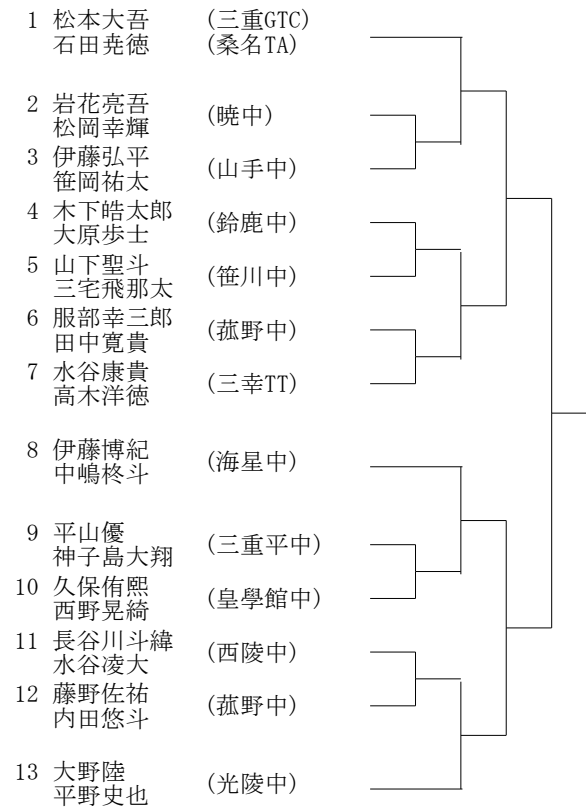 1 松本大吾 (三重GTC)
石田尭徳 (桑名TA)
2 岩花亮吾
松岡幸輝 (暁中)
3 伊藤弘平
笹岡祐太 (山手中)
4 木下皓太郎
大原歩士 (鈴鹿中)
5 山下聖斗
三宅飛那太 (笹川中)
6 服部幸三郎
田中寛貴 (菰野中)
7 水谷康貴
高木洋徳 (三幸TT)
8 伊藤博紀
中嶋柊斗 (海星中)
9 平山優
神子島大翔 (三重平中)
10 久保侑熙
西野晃綺 (皇學館中)
11 長谷川斗緯
水谷凌大 (西陵中)
12 藤野佐祐
内田悠斗 (菰野中)
13 大野陸
平野史也 (光陵中)